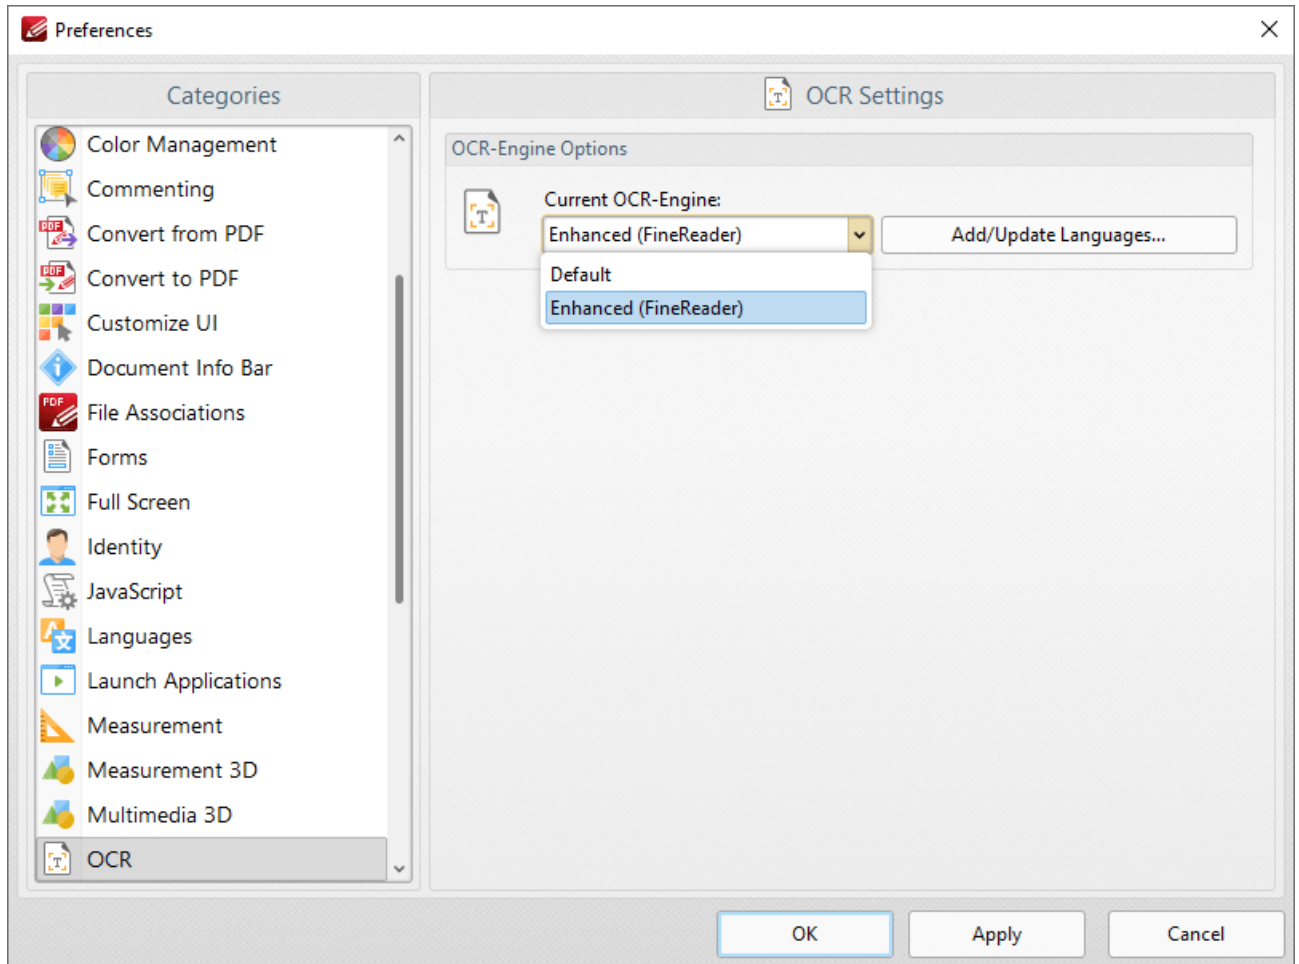 Preferences
Categories
Color Management
Commenting
Convert from PDF
Convert to PDF
Customize UI
Document Info Bar
File Associations
Forms
Full Screen
Identity
JavaScript
Languages
Launch Applications
Measurement
Measurement 3D
Multimedia 3D
OCR
OCR Settings
OCR-Engine Options
Current OCR-Engine:
Enhanced (FineReader)
Add/Update Languages...
Default
Enhanced (FineReader)
OK
Apply
Cancel